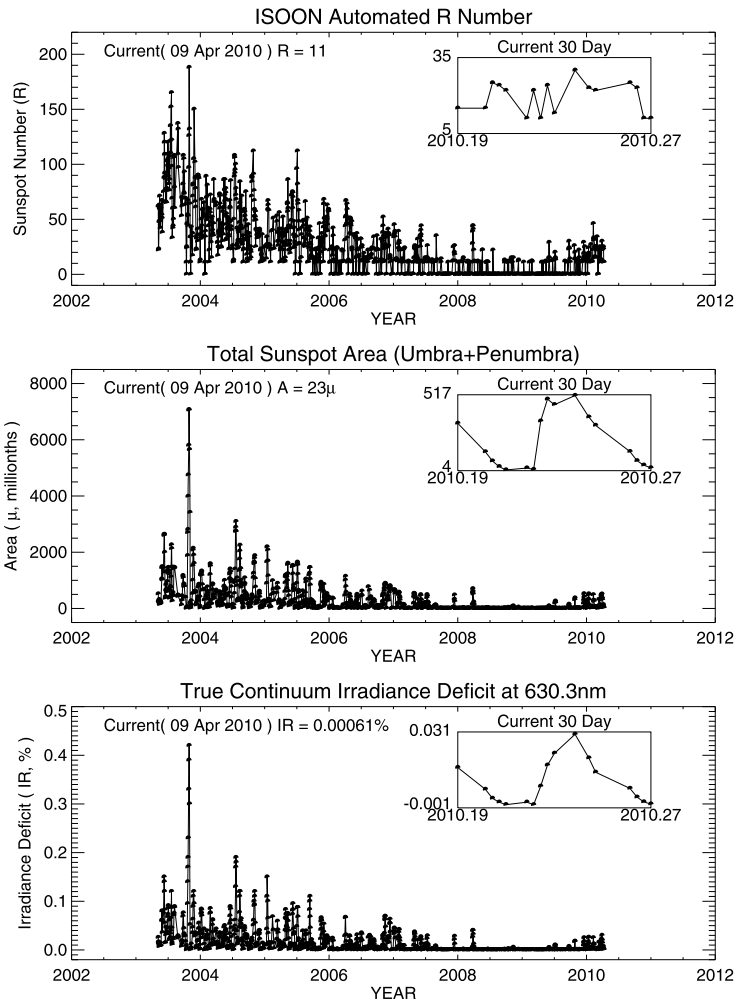 ISOON Automated R Number
Current( 09 Apr 2010 ) R = 11
Current 30 Day
35
5
2010.19 2010.27
Sunspot Number (R)
200
150
100
50
0
2002 2004 2006 2008 2010 2012
YEAR
Total Sunspot Area (Umbra+Penumbra)
Current( 09 Apr 2010 ) A = 23μ
Current 30 Day
517
4
2010.19 2010.27
Area ( μ, millionths )
8000
6000
4000
2000
0
2002 2004 2006 2008 2010 2012
YEAR
True Continuum Irradiance Deficit at 630.3nm
Current( 09 Apr 2010 ) IR = 0.00061%
Current 30 Day
0.031
-0.001
2010.19 2010.27
Irradiance Deficit ( IR, % )
0.5
0.4
0.3
0.2
0.1
0.0
2002 2004 2006 2008 2010 2012
YEAR